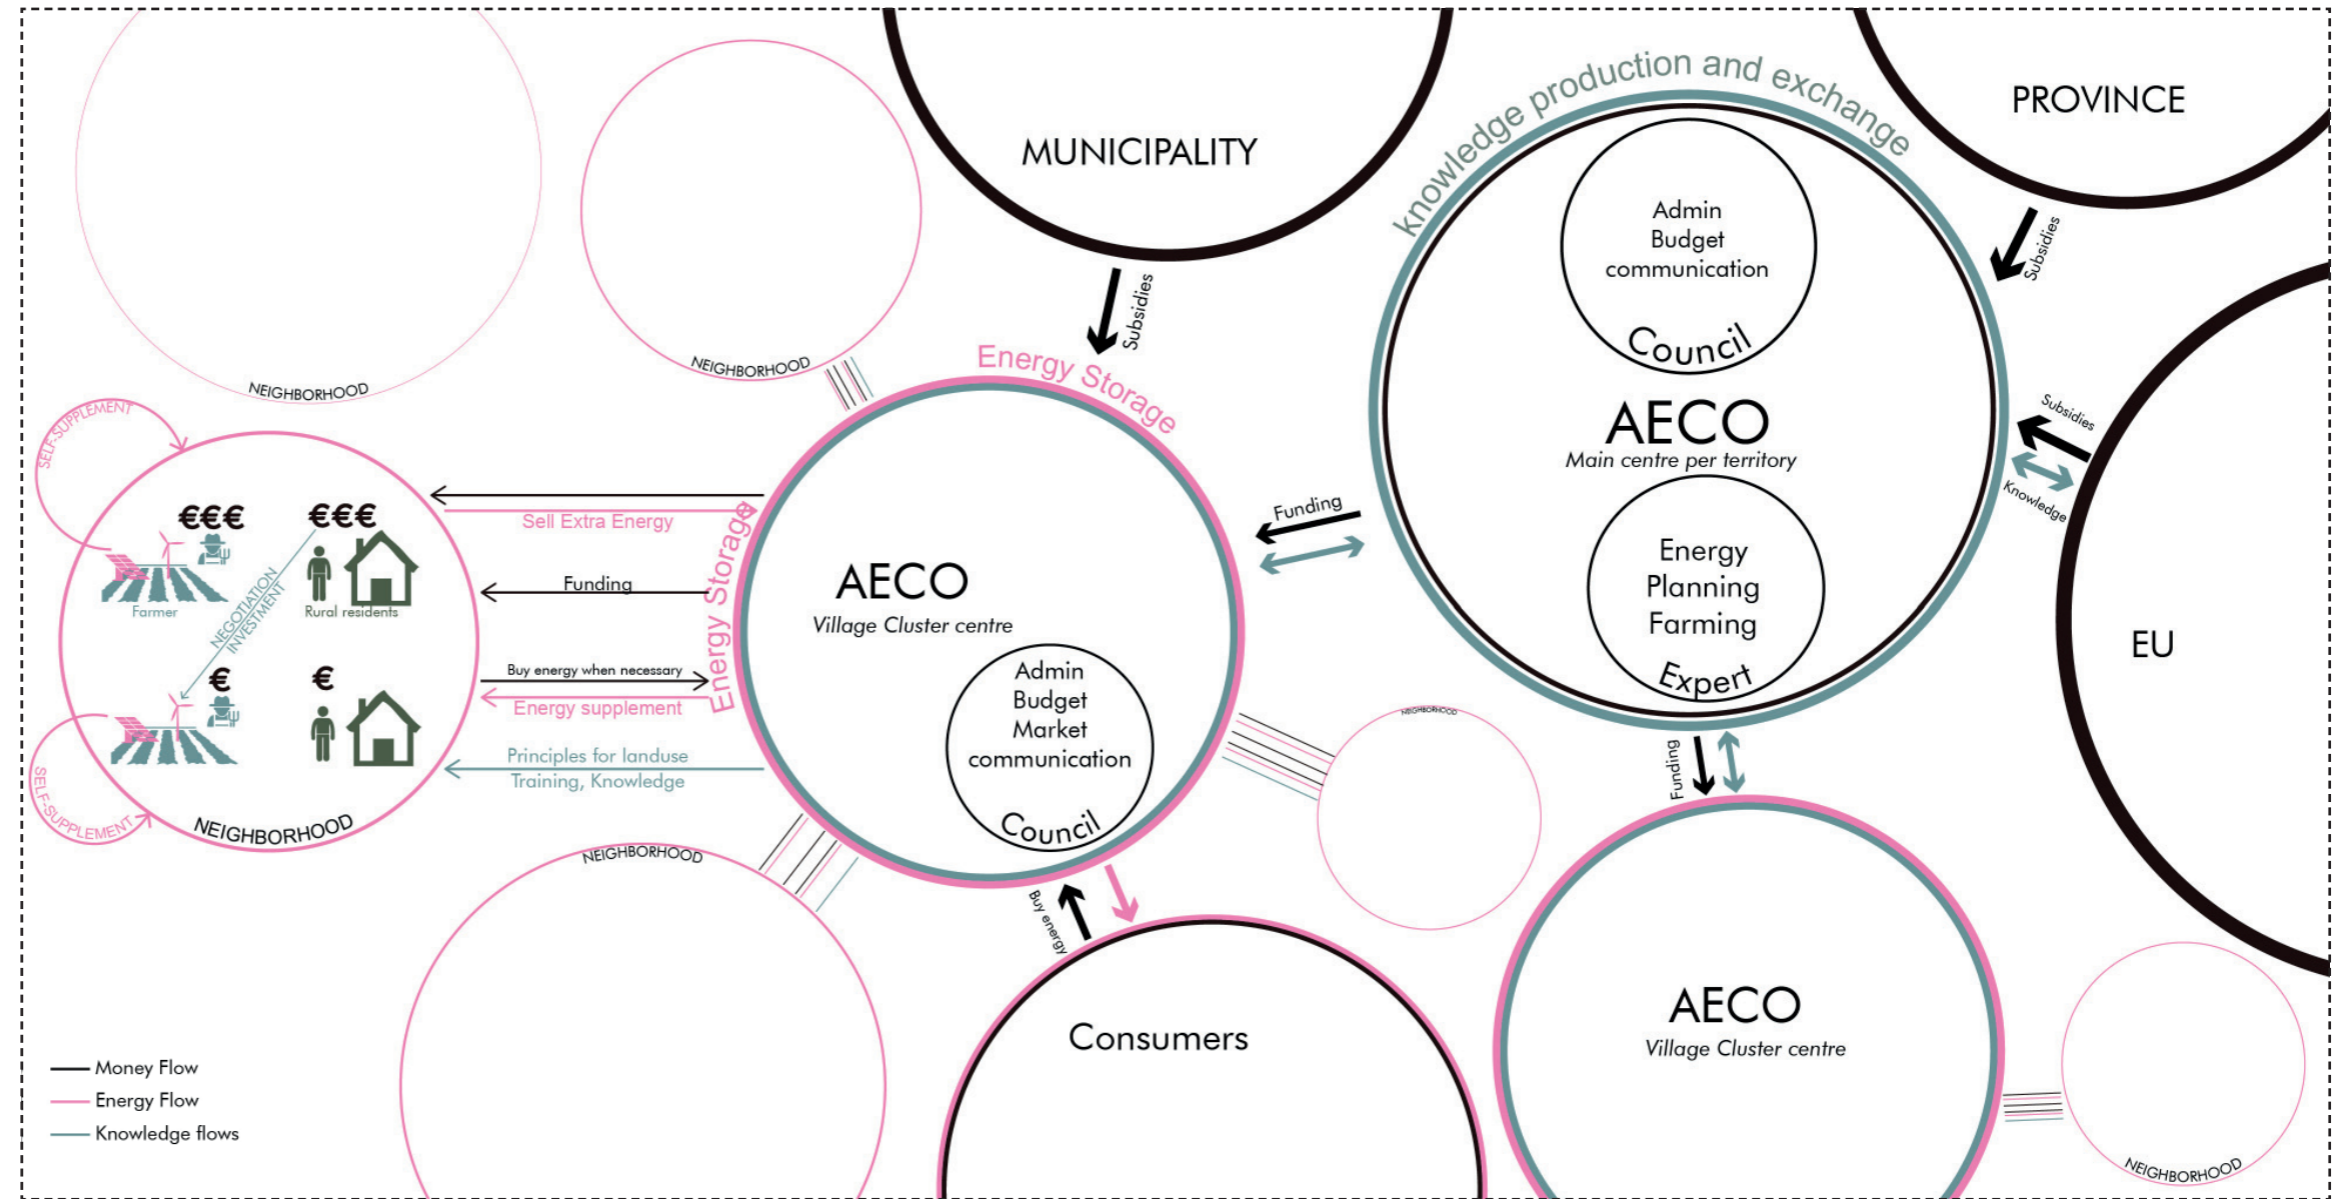 knowledge production and exchange
PROVINCE
MUNICIPALITY
Admin
Budget
communication
Council
Subsidies
Subsidies
NEIGHBORHOOD
NEIGHBORHOOD
Energy Storage
SELF-SUPPLEMENT
AECO
Main centre per territory
Subsidies
Knowledge
€€€
€€€
Sell Extra Energy
Energy Storage
Funding
Farmer
Rural residents
NEGOTIATION
INVESTMENT
Funding
AECO
Village Cluster centre
Energy
Planning
Farming
Expert
EU
€
€
Buy energy when necessary
Energy supplement
Admin
Budget
Market
communication
Council
Principles for landuse
Training, Knowledge
SELF-SUPPLEMENT
NEIGHBORHOOD
NEIGHBORHOOD
NEIGHBORHOOD
Funding
Buy energy
AECO
Village Cluster centre
Consumers
Money Flow
Energy Flow
Knowledge flows
NEIGHBORHOOD